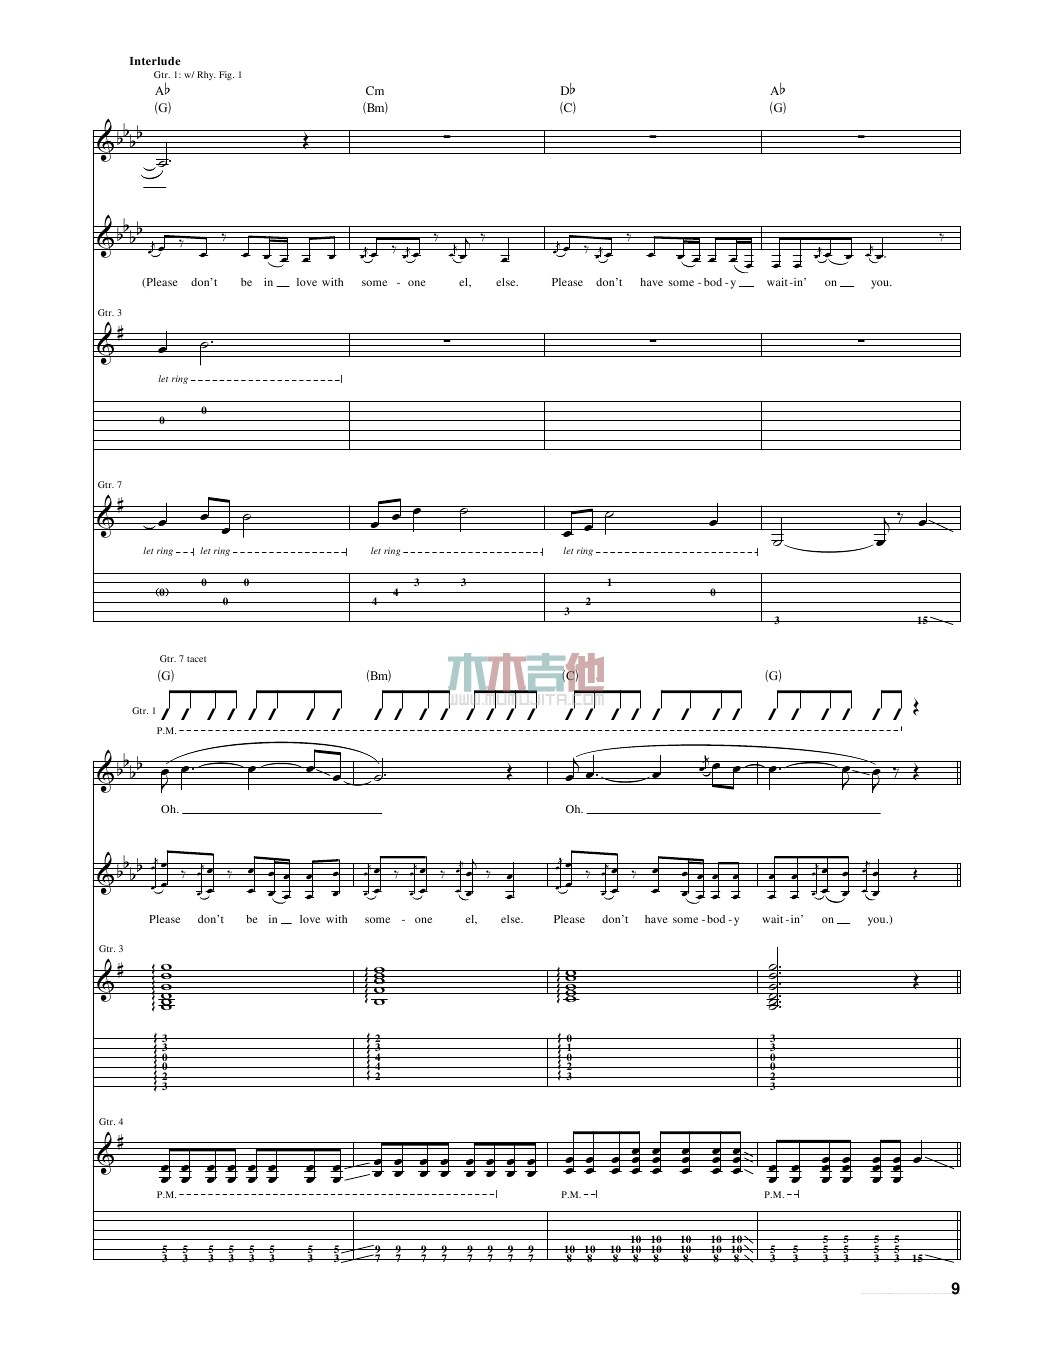 Interlude
Gtr. 1: w/ Rhy. Fig. 1
A♭ Cm D♭ A♭
(G) (Bm) (C) (G)
(Please don't be in love with some - one el, else. Please don't have some - bod - y wait - in' on you.
Gtr. 3
let ring
0
0
Gtr. 7
let ring let ring let ring let ring
0 0 3 3 1
(0) 4 0
0 4 2
3
3 15
Gtr. 7 tacet
木木吉他
WWW.MUMUJITA.COM
(G) (Bm) (C) (G)
Gtr. 1
P.M.
Oh. Oh.
Please don't be in love with some - one el, else. Please don't have some - bod - y wait - in' on you.)
Gtr. 3
3 2 0 3
3 3 1 3
0 4 0 0
0 4 2 0
2 2 3 2
3 3
Gtr. 4
P.M. P.M. P.M.
10 10 10 10 10 5 5 5 5
5 5 5 5 5 5 5 5 9 9 9 9 9 9 9 9 10 10 10 10 10 10 10 10 5 5 5 5 5 5
3 3 3 3 3 3 3 3 7 7 7 7 7 7 7 7 8 8 8 8 8 8 8 8 3 3 3 3 3 3 15
9